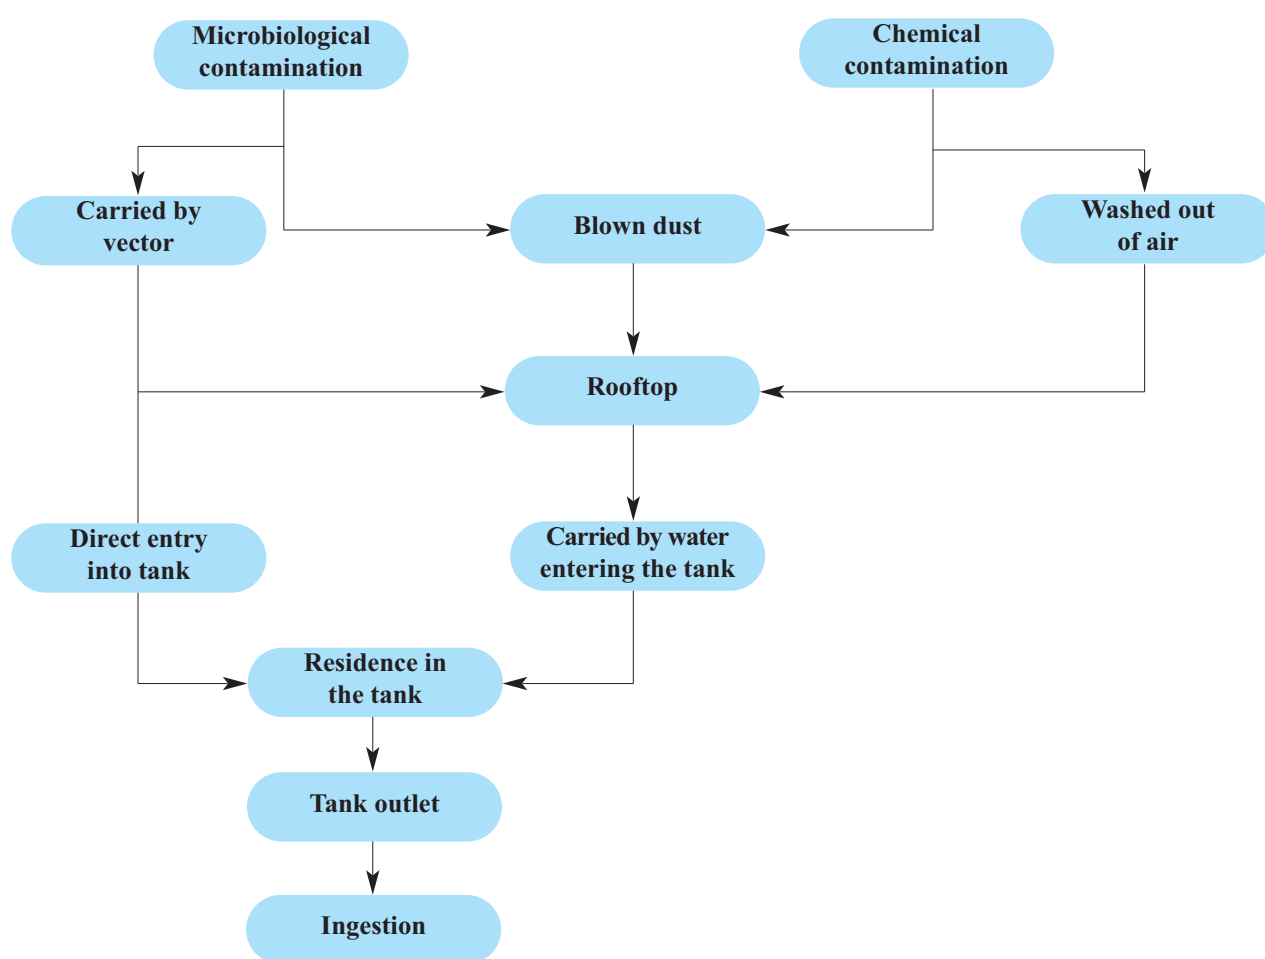 Microbiological
contamination
Chemical
contamination
Carried by
vector
Blown dust
Washed out
of air
Rooftop
Direct entry
into tank
Carried by water
entering the tank
Residence in
the tank
Tank outlet
Ingestion